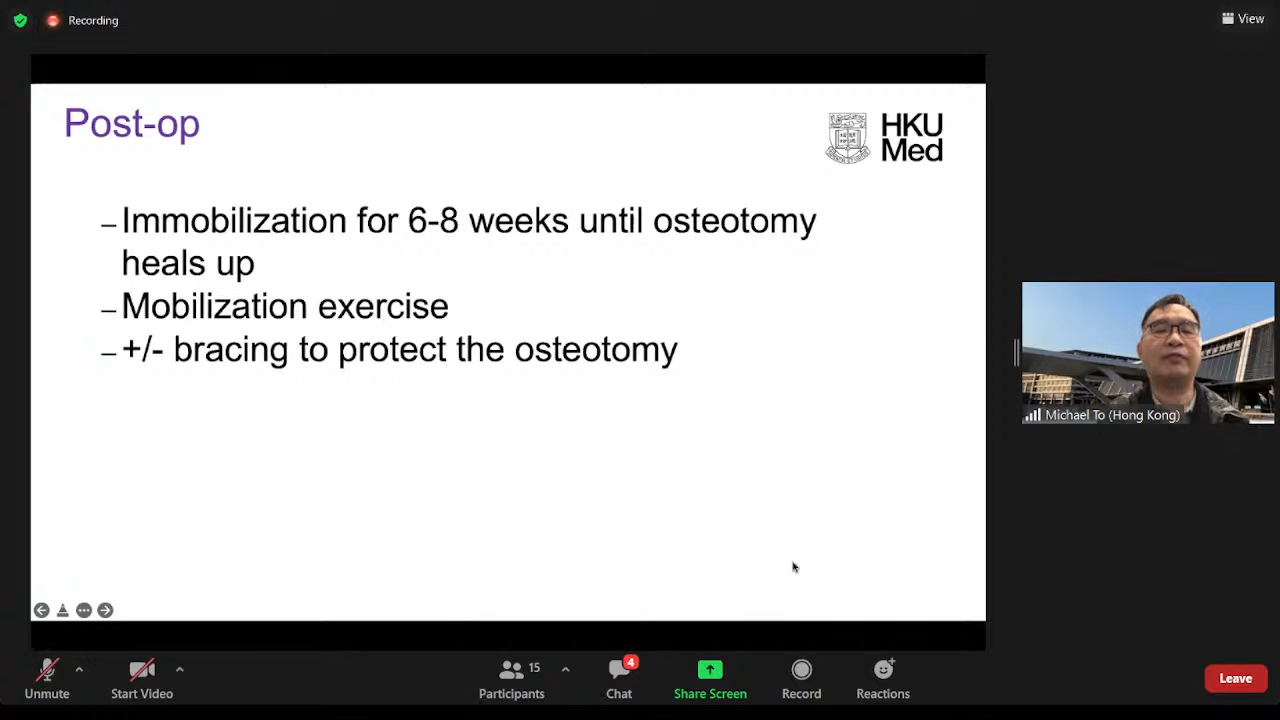 Recording
View
Post-op
HKU
Med
– Immobilization for 6-8 weeks until osteotomy
heals up
– Mobilization exercise
– +/- bracing to protect the osteotomy
Michael To (Hong Kong)
Unmute
Start Video
15
Participants
4
Chat
Share Screen
Record
Reactions
Leave